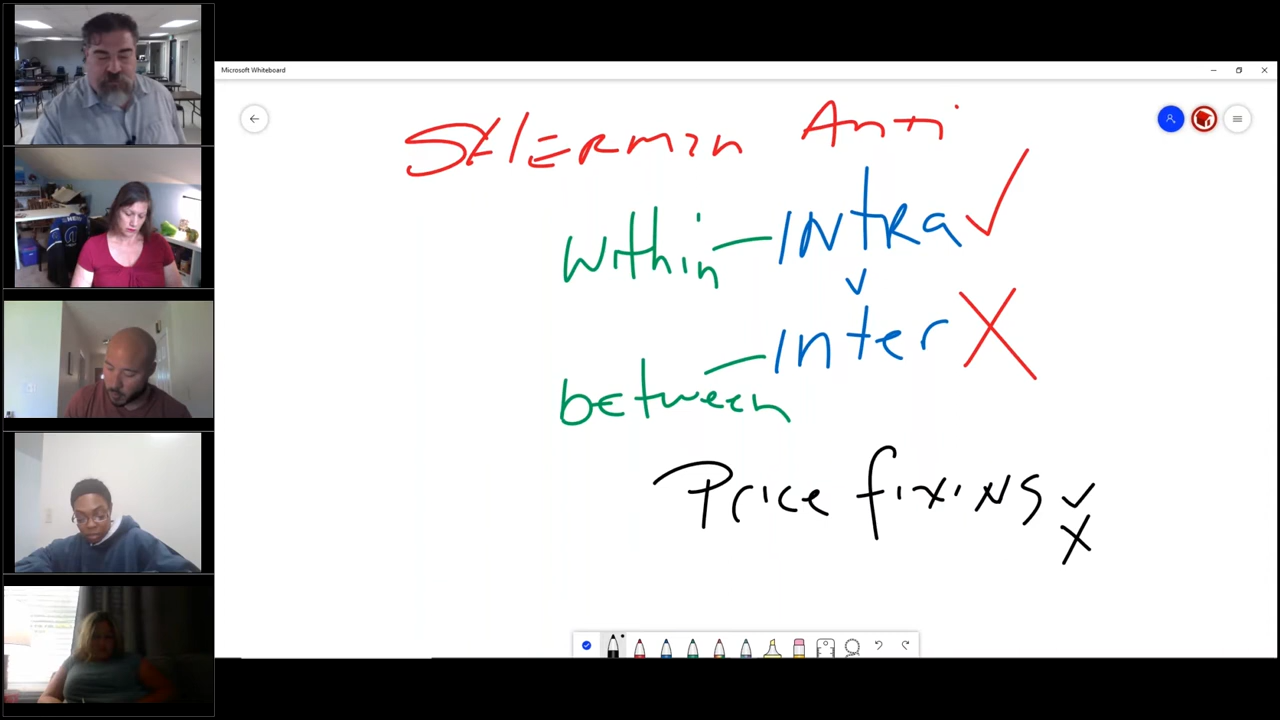 Microsoft Whiteboard
SHERMAN Anti
within – INtRA ✓
v
between – Inter X
Price fixiNg ✓
X